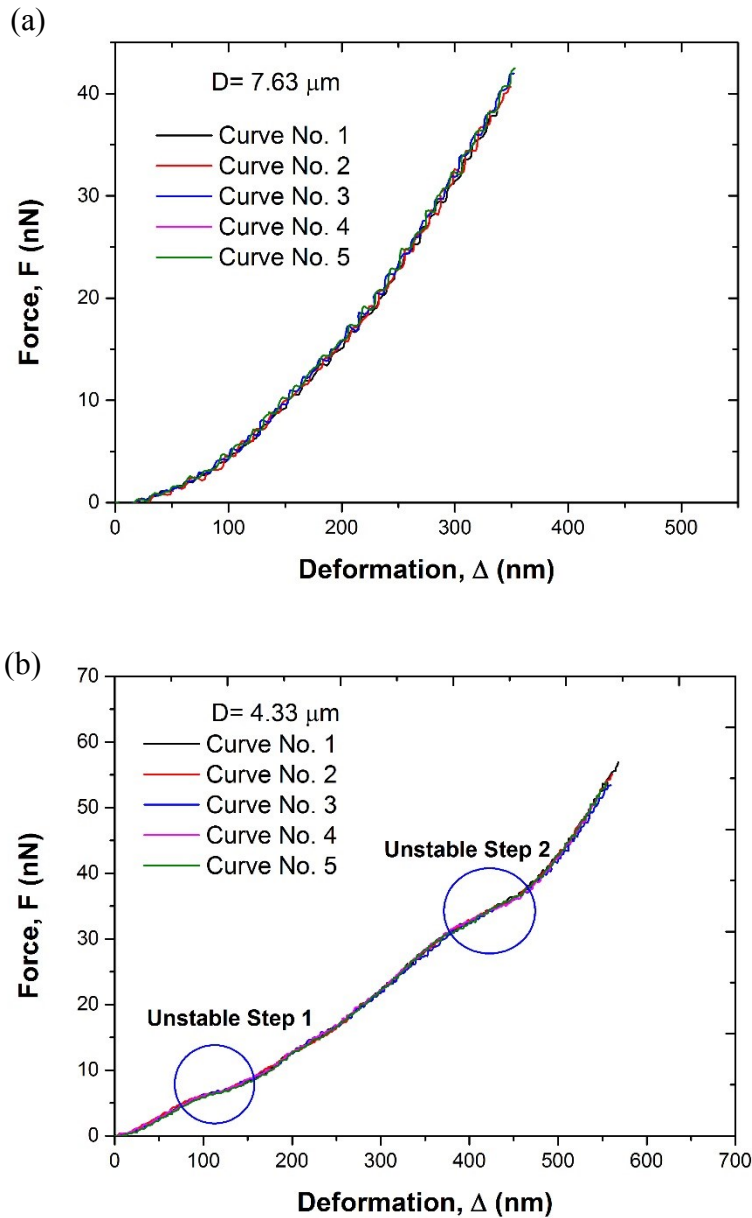 (a)
D= 7.63 μm
Curve No. 1
Curve No. 2
Curve No. 3
Curve No. 4
Curve No. 5
Force, F (nN)
40
30
20
10
0
0 100 200 300 400 500
Deformation, Δ (nm)
(b)
D= 4.33 μm
Curve No. 1
Curve No. 2
Curve No. 3
Curve No. 4
Curve No. 5
Unstable Step 2
Unstable Step 1
Force, F (nN)
70
60
50
40
30
20
10
0
0 100 200 300 400 500 600 700
Deformation, Δ (nm)